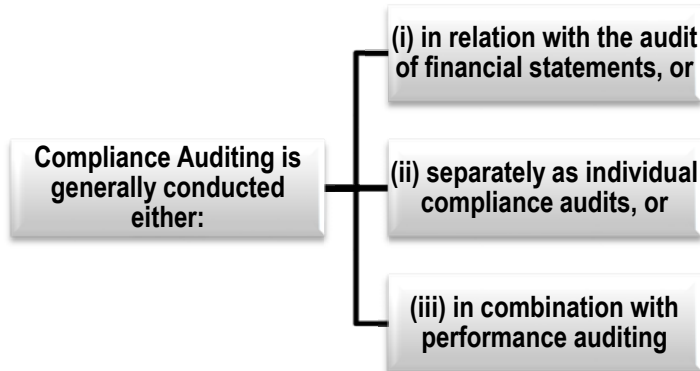 Compliance Auditing is
generally conducted
either:
(i) in relation with the audit
of financial statements, or
(ii) separately as individual
compliance audits, or
(iii) in combination with
performance auditing